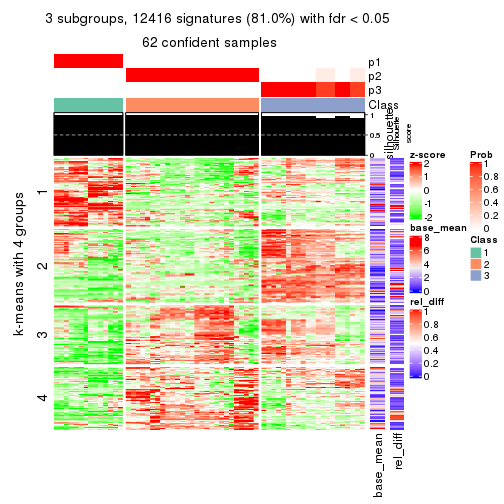 3 subgroups, 12416 signatures (81.0%) with fdr < 0.05
62 confident samples
p1
p2
p3
Class
1
0.5
0
silhouette
Silhouette
score
k-means with 4 groups
1
2
3
4
base_mean
rel_diff
z-score
2
1
0
-1
-2
base_mean
8
6
4
2
0
rel_diff
1
0.8
0.6
0.4
0.2
0
Prob
1
0.8
0.6
0.4
0.2
0
Class
1
2
3